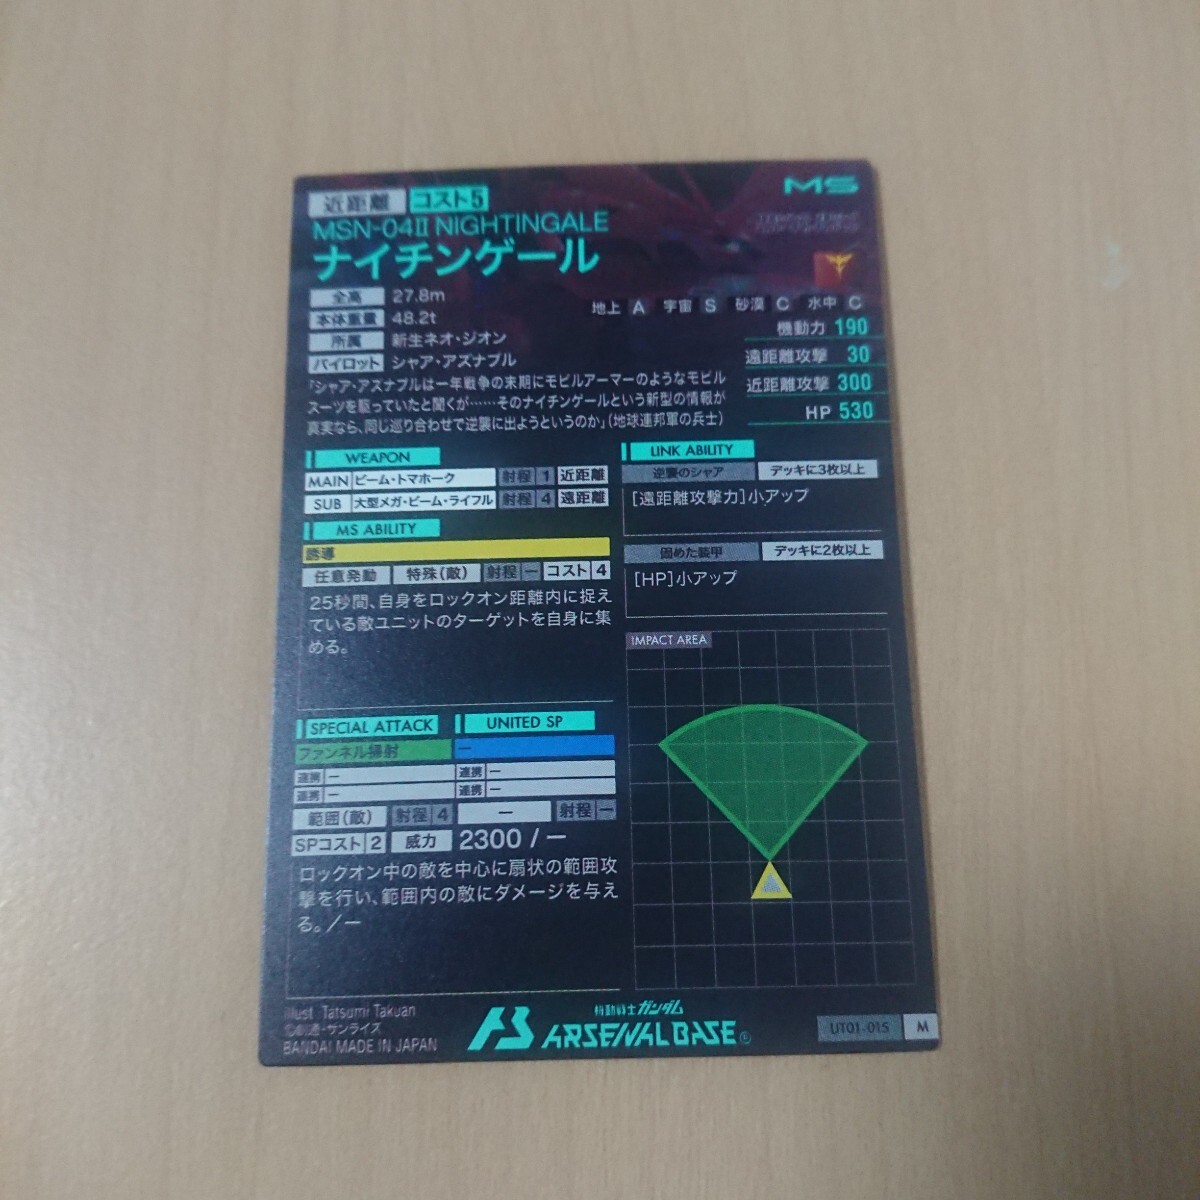 近距離 コスト5
MS
MSN-04Ⅱ NIGHTINGALE
ナイチンゲール
全高 27.8m
本体重量 48.2t
所属 新生ネオ・ジオン
パイロット シャア・アズナブル
地上 A 宇宙 S 砂漠 C 水中 C
機動力 190
遠距離攻撃 30
近距離攻撃 300
HP 530
「シャア・アズナブルは一年戦争の末期にモビルアーマーのようなモビル
スーツを駆っていたと聞くが……そのナイチンゲールという新型の情報が
真実なら、同じ巡り合わせで逆襲に出ようというのか」(地球連邦軍の兵士)
WEAPON
MAIN ビーム・トマホーク 射程 1 近距離
SUB 大型メガ・ビーム・ライフル 射程 4 遠距離
MS ABILITY
誘導
任意発動 特殊(敵) 射程 ー コスト 4
25秒間、自身をロックオン距離内に捉え
ている敵ユニットのターゲットを自身に集
める。
LINK ABILITY
逆襲のシャア デッキに3枚以上
[遠距離攻撃力]小アップ
固めた装甲 デッキに2枚以上
[HP]小アップ
IMPACT AREA
SPECIAL ATTACK UNITED SP
ファンネル掃射 ー
連携 ー 連携 ー
連携 ー 連携 ー
範囲(敵) 射程 4 ー 射程 ー
SPコスト 2 威力 2300 / ー
ロックオン中の敵を中心に扇状の範囲攻
撃を行い、範囲内の敵にダメージを与え
る。/ー
Illust Tatsumi Takuan
©創通・サンライズ
BANDAI MADE IN JAPAN
機動戦士ガンダム
AB ARSENAL BASE®
UT01-015 M